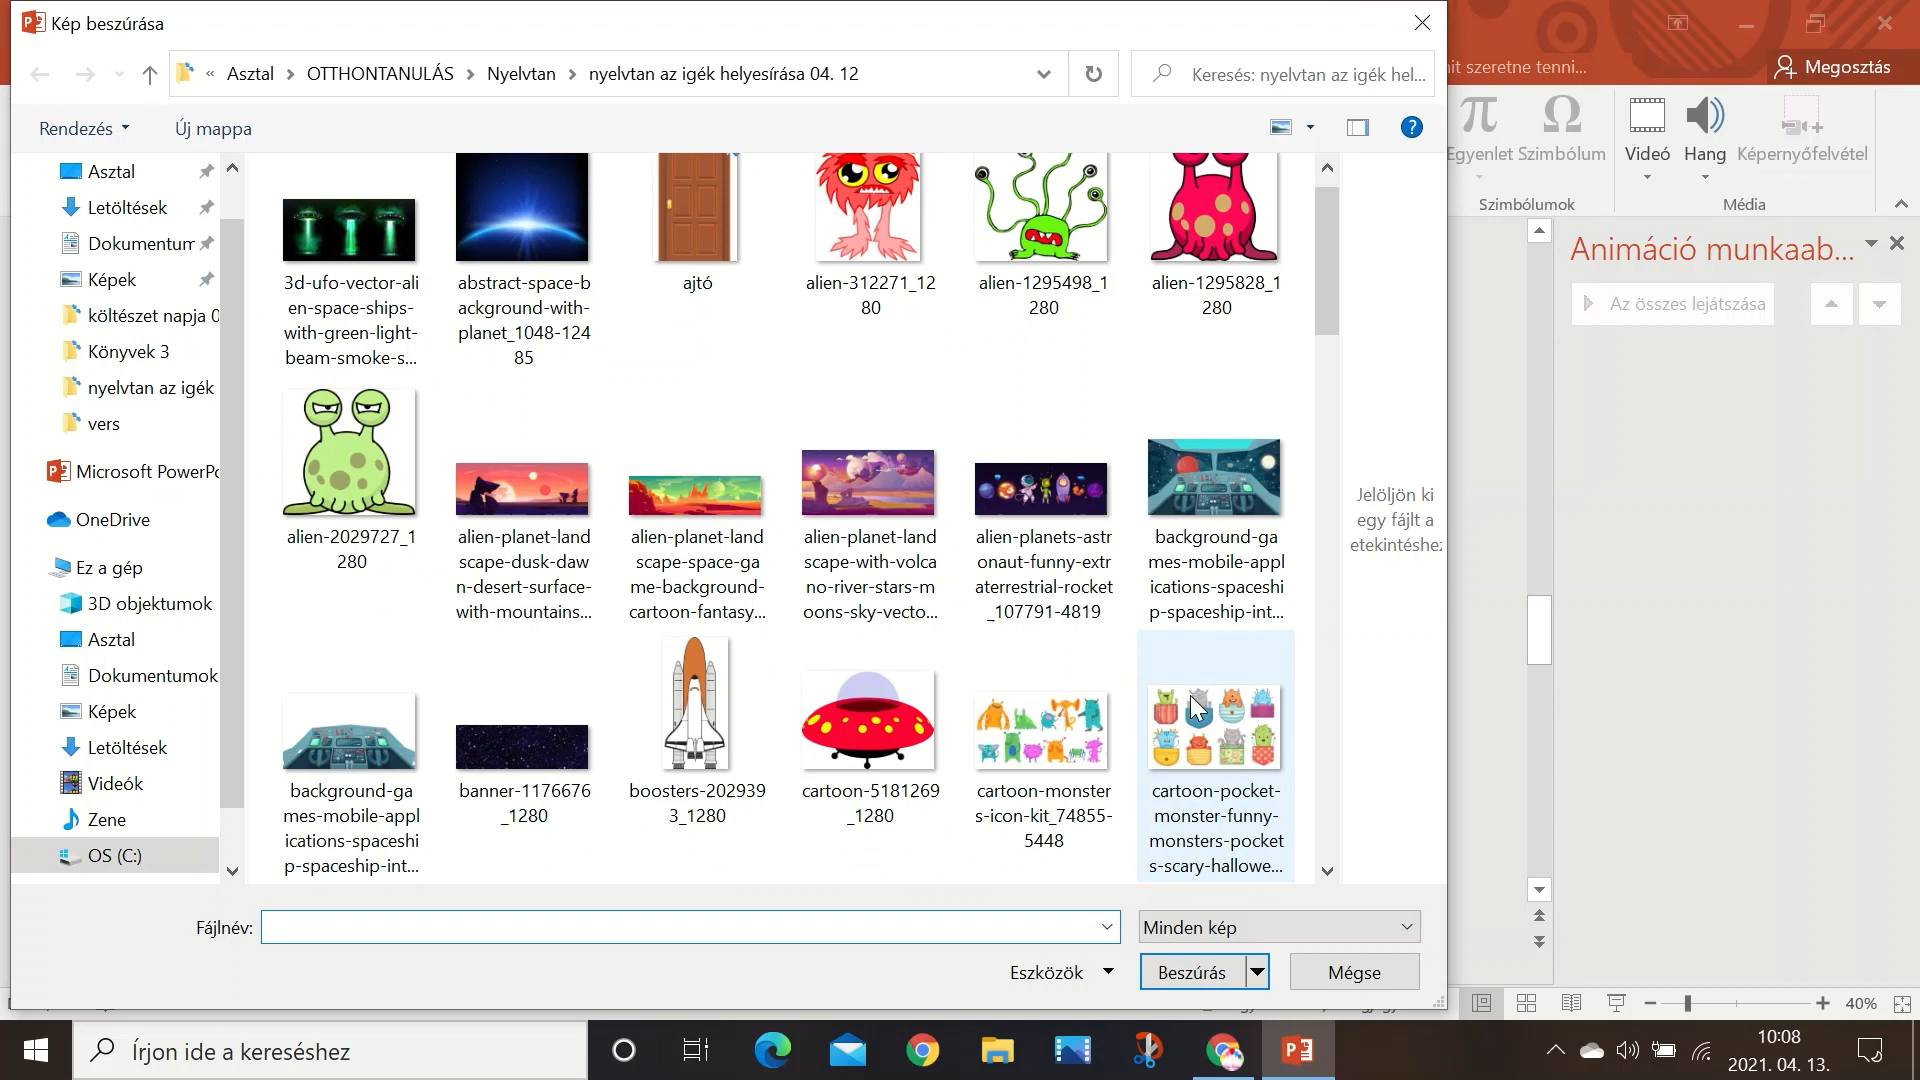 Kép beszúrása
« Asztal › OTTHONTANULÁS › Nyelvtan › nyelvtan az igék helyesírása 04. 12
Keresés: nyelvtan az igék hel...
Rendezés
Új mappa
Asztal
Letöltések
Dokumentum
Képek
költészet napja 0
Könyvek 3
nyelvtan az igék
vers
Microsoft PowerPo
OneDrive
Ez a gép
3D objektumok
Asztal
Dokumentumok
Képek
Letöltések
Videók
Zene
OS (C:)
3d-ufo-vector-ali
en-space-ships-
with-green-light-
beam-smoke-s...
abstract-space-b
ackground-with-
planet_1048-124
85
ajtó
alien-312271_12
80
alien-1295498_1
280
alien-1295828_1
280
alien-2029727_1
280
alien-planet-land
scape-dusk-daw
n-desert-surface-
with-mountains...
alien-planet-land
scape-space-ga
me-background-
cartoon-fantasy...
alien-planet-land
scape-with-volca
no-river-stars-m
oons-sky-vecto...
alien-planets-astr
onaut-funny-extr
aterrestrial-rocket
_107791-4819
background-ga
mes-mobile-appl
ications-spaceshi
p-spaceship-int...
background-ga
mes-mobile-appl
ications-spaceshi
p-spaceship-int...
banner-1176676
_1280
boosters-202939
3_1280
cartoon-5181269
_1280
cartoon-monster
s-icon-kit_74855-
5448
cartoon-pocket-
monster-funny-
monsters-pocket
s-scary-hallowe...
Jelöljön ki
egy fájlt a
etekintéshez
Fájlnév:
Minden kép
Eszközök
Beszúrás
Mégse
it szeretne tenni...
Megosztás
π
Ω
Egyenlet
Szimbólum
Videó
Hang
Képernyőfelvétel
Szimbólumok
Média
Animáció munkaab...
Az összes lejátszása
40%
Írjon ide a kereséshez
10:08
2021. 04. 13.